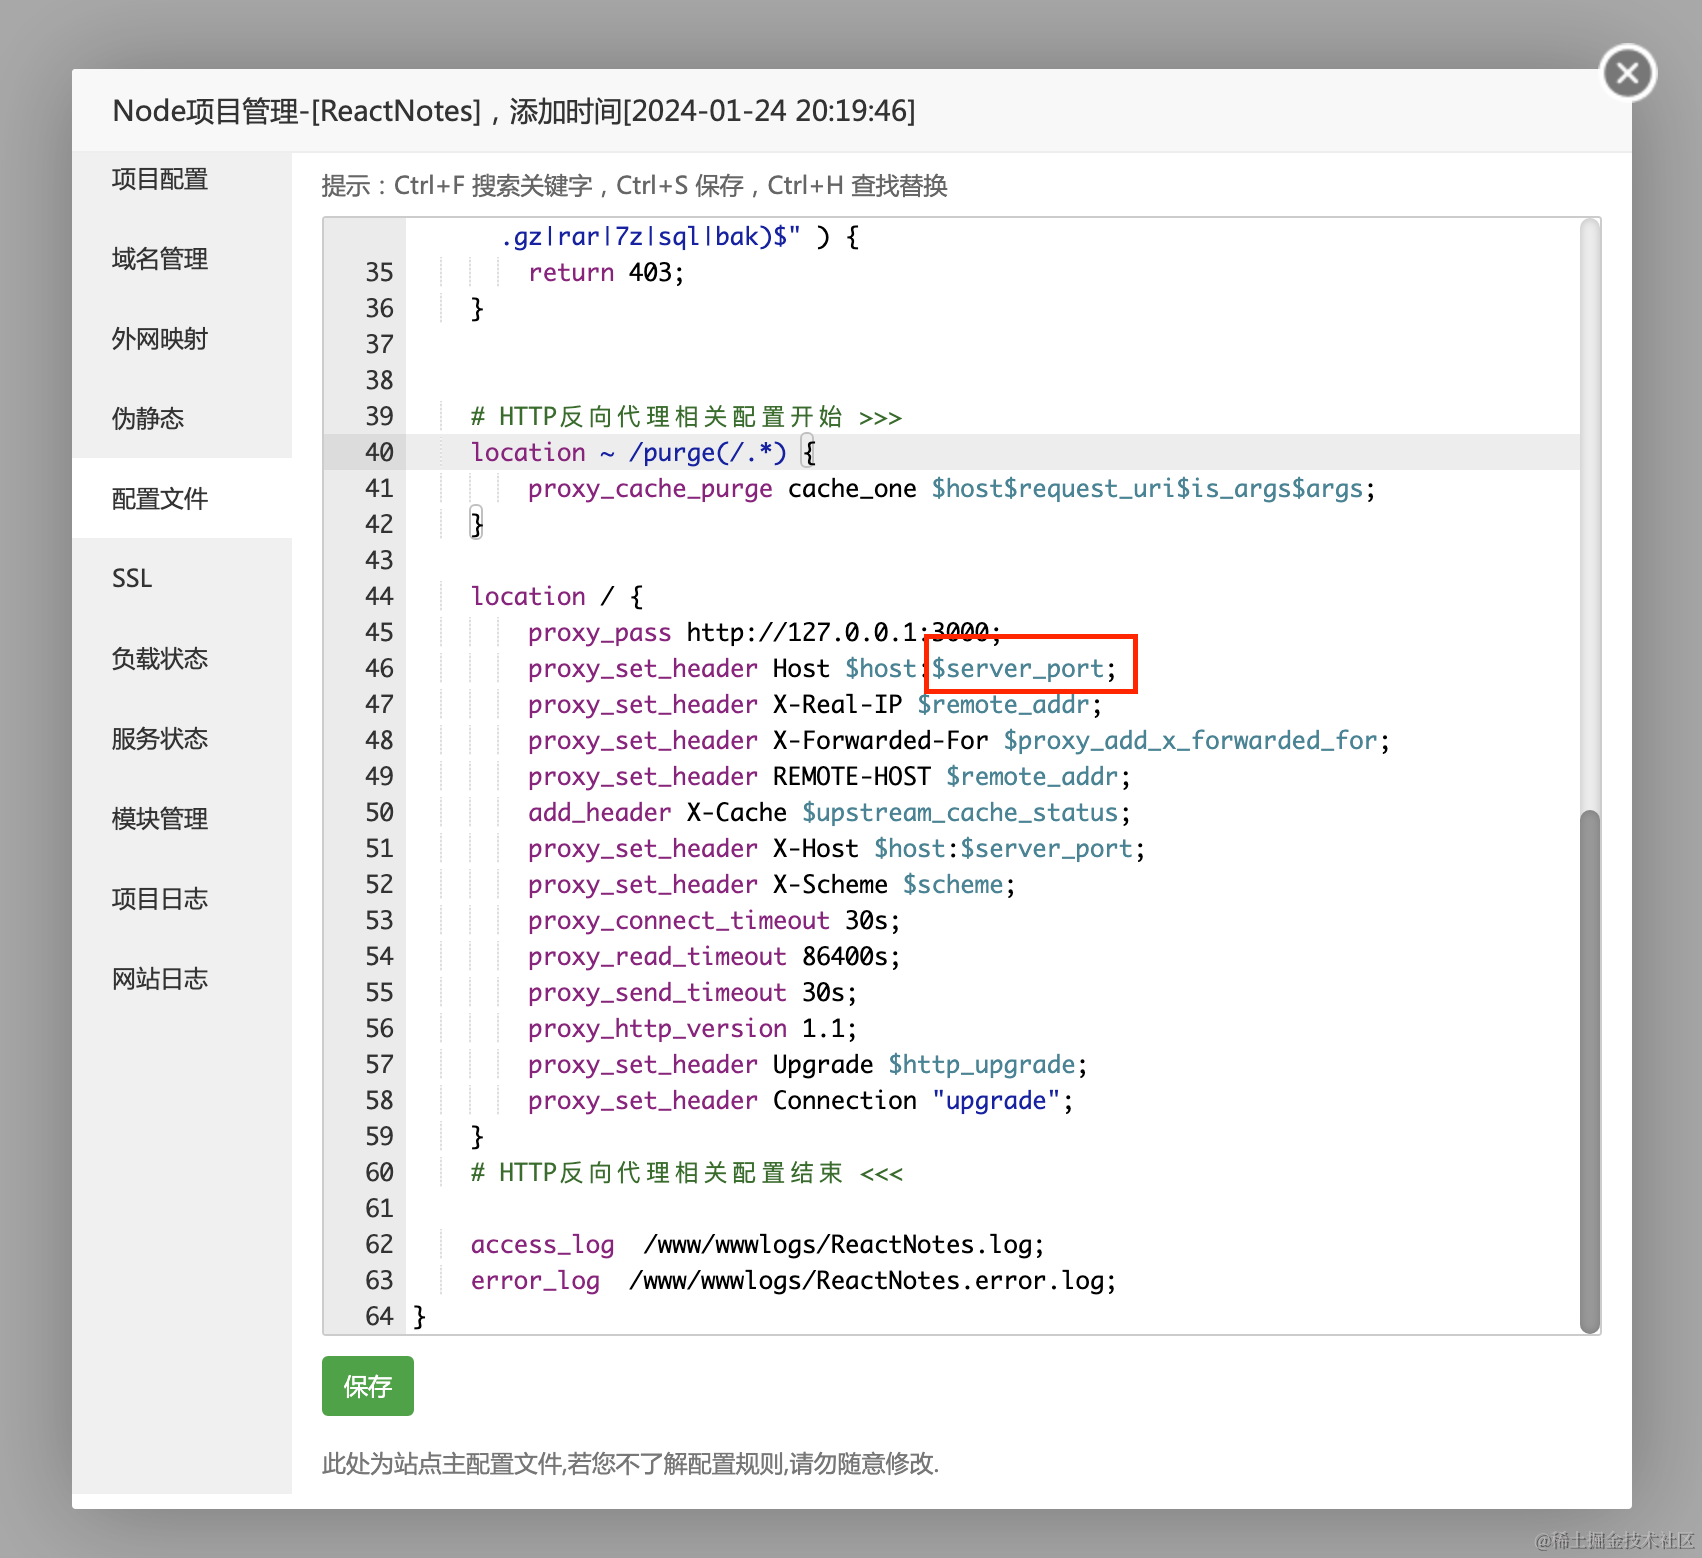 Node项目管理-[ReactNotes]，添加时间[2024-01-24 20:19:46]
项目配置
域名管理
外网映射
伪静态
配置文件
SSL
负载状态
服务状态
模块管理
项目日志
网站日志
提示：Ctrl+F 搜索关键字，Ctrl+S 保存，Ctrl+H 查找替换
.gz|rar|7z|sql|bak)$" ) {
35 return 403;
36 }
37
38
39 # HTTP反向代理相关配置开始 >>>
40 location ~ /purge(/.*) {
41 proxy_cache_purge cache_one $host$request_uri$is_args$args;
42 }
43
44 location / {
45 proxy_pass http://127.0.0.1:3000;
46 proxy_set_header Host $host:$server_port;
47 proxy_set_header X-Real-IP $remote_addr;
48 proxy_set_header X-Forwarded-For $proxy_add_x_forwarded_for;
49 proxy_set_header REMOTE-HOST $remote_addr;
50 add_header X-Cache $upstream_cache_status;
51 proxy_set_header X-Host $host:$server_port;
52 proxy_set_header X-Scheme $scheme;
53 proxy_connect_timeout 30s;
54 proxy_read_timeout 86400s;
55 proxy_send_timeout 30s;
56 proxy_http_version 1.1;
57 proxy_set_header Upgrade $http_upgrade;
58 proxy_set_header Connection "upgrade";
59 }
60 # HTTP反向代理相关配置结束 <<<
61
62 access_log  /www/wwwlogs/ReactNotes.log;
63 error_log  /www/wwwlogs/ReactNotes.error.log;
64 }
保存
此处为站点主配置文件,若您不了解配置规则,请勿随意修改.
@稀土掘金技术社区